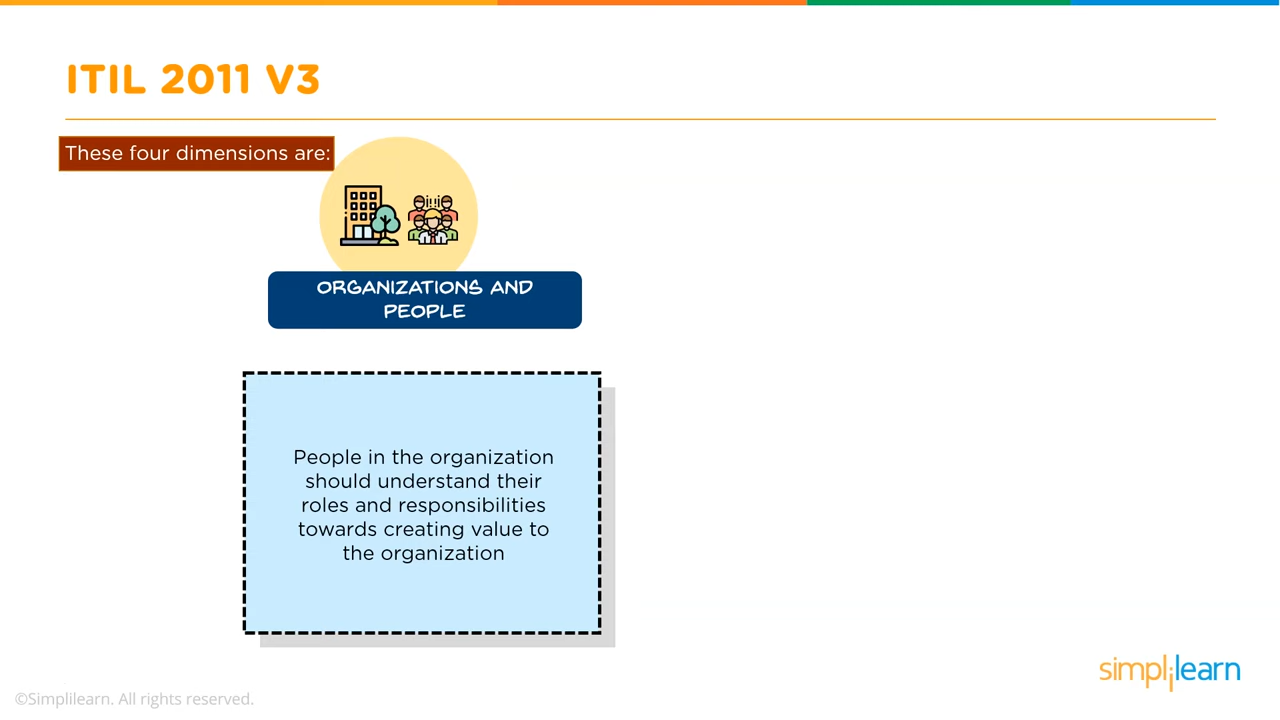 ITIL 2011 V3
These four dimensions are:
ORGANIZATIONS AND
PEOPLE
People in the organization
should understand their
roles and responsibilities
towards creating value to
the organization
simplilearn
©Simplilearn. All rights reserved.